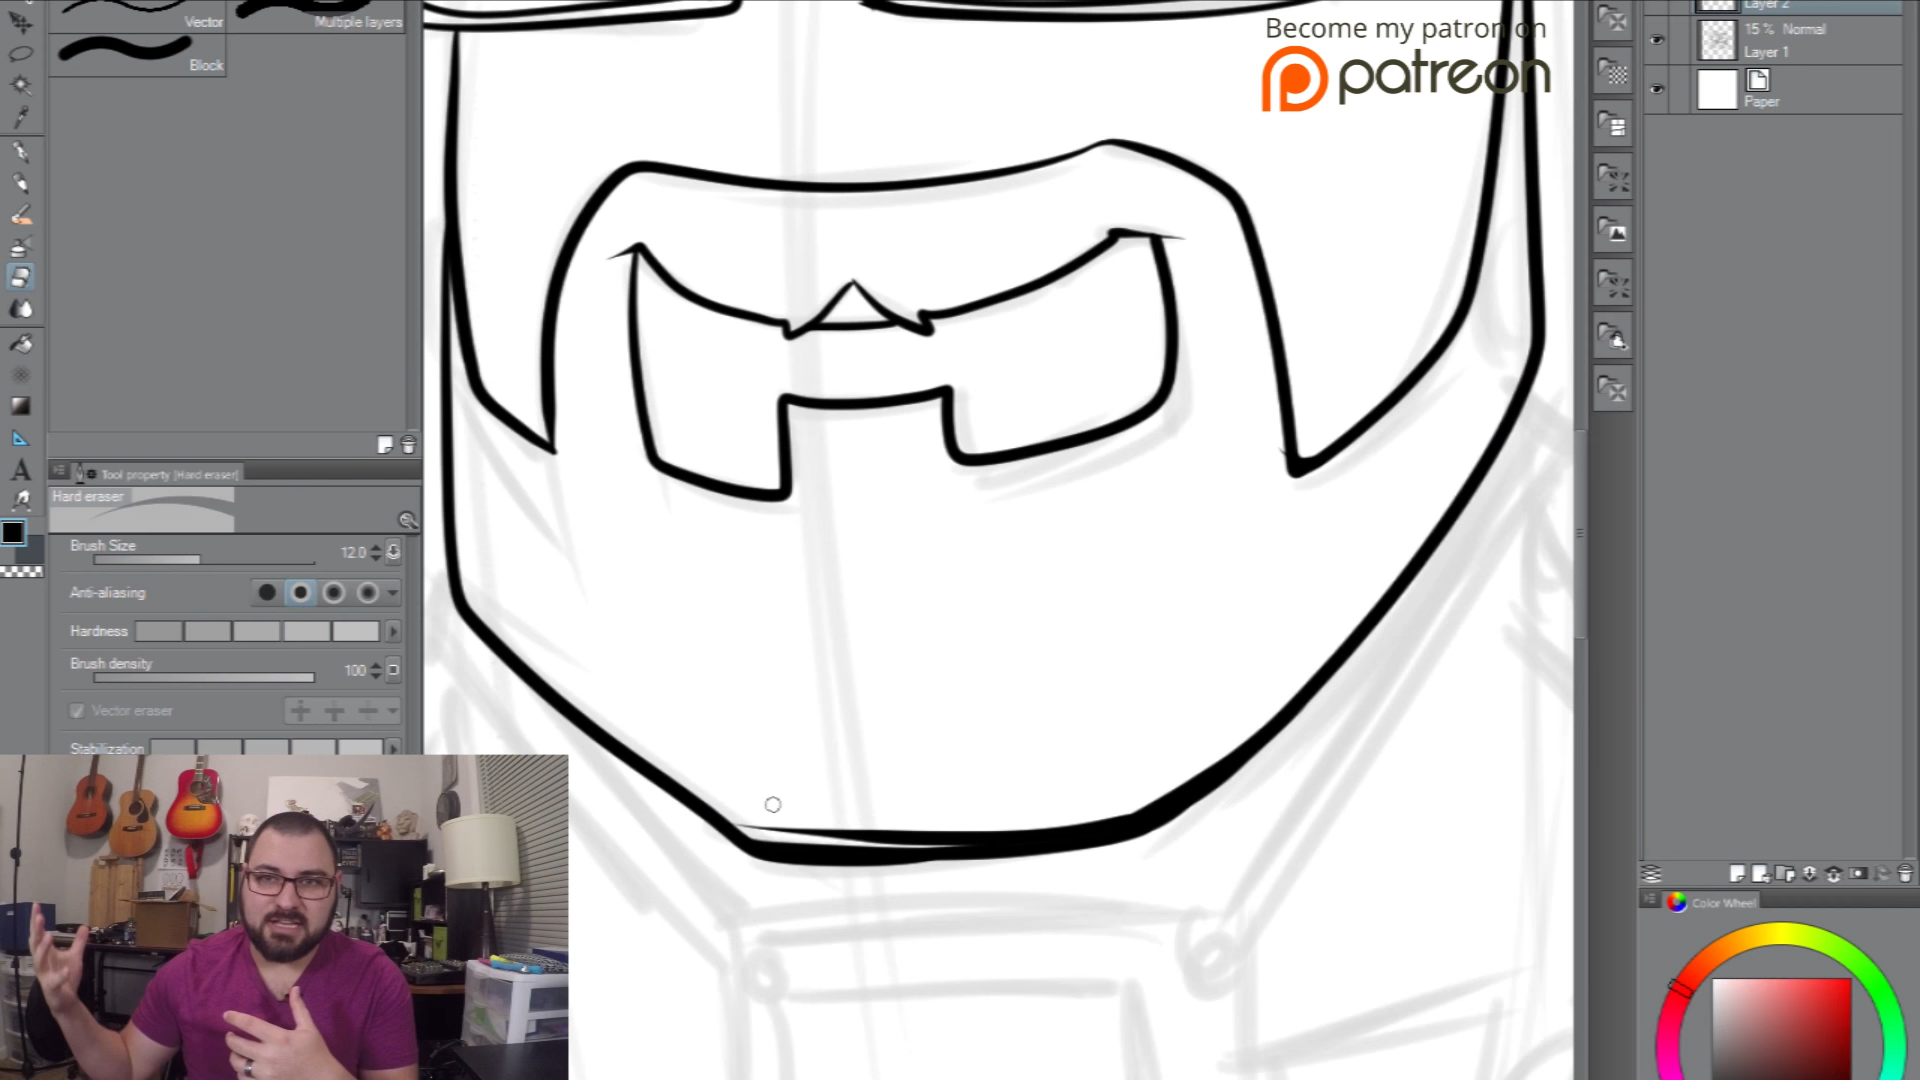 Vector
Multiple layers
Block
Tool property [Hard eraser]
Hard eraser
Brush Size
12.0
Anti-aliasing
Hardness
Brush density
100
Vector eraser
Stabilization
Become my patron on
patreon
Layer 2
15 % Normal
Layer 1
Paper
Color Wheel